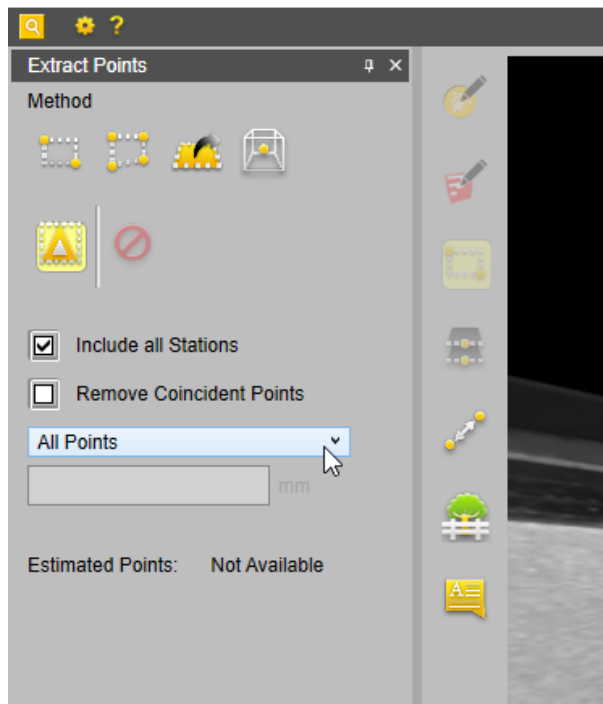 ?
Extract Points
Method
Include all Stations
Remove Coincident Points
All Points
mm
Estimated Points: Not Available
A